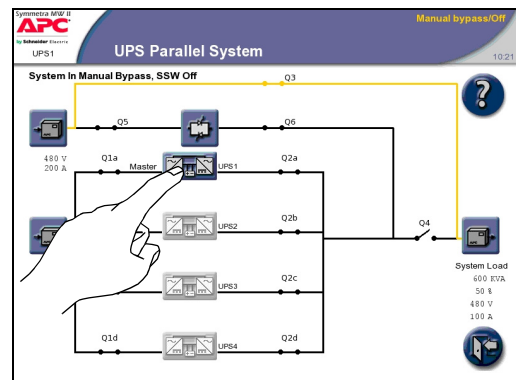 Symmetra MW II
APC
by Schneider Electric
UPS1
UPS Parallel System
Manual bypass/Off
10:21
System In Manual Bypass, SSW Off
Q3
?
Q5
Q6
480 V
200 A
Q1a
Master
UPS1
Q2a
UPS2
Q2b
Q4
UPS3
Q2c
System Load
600 KVA
50 %
480 V
100 A
Q1d
UPS4
Q2d